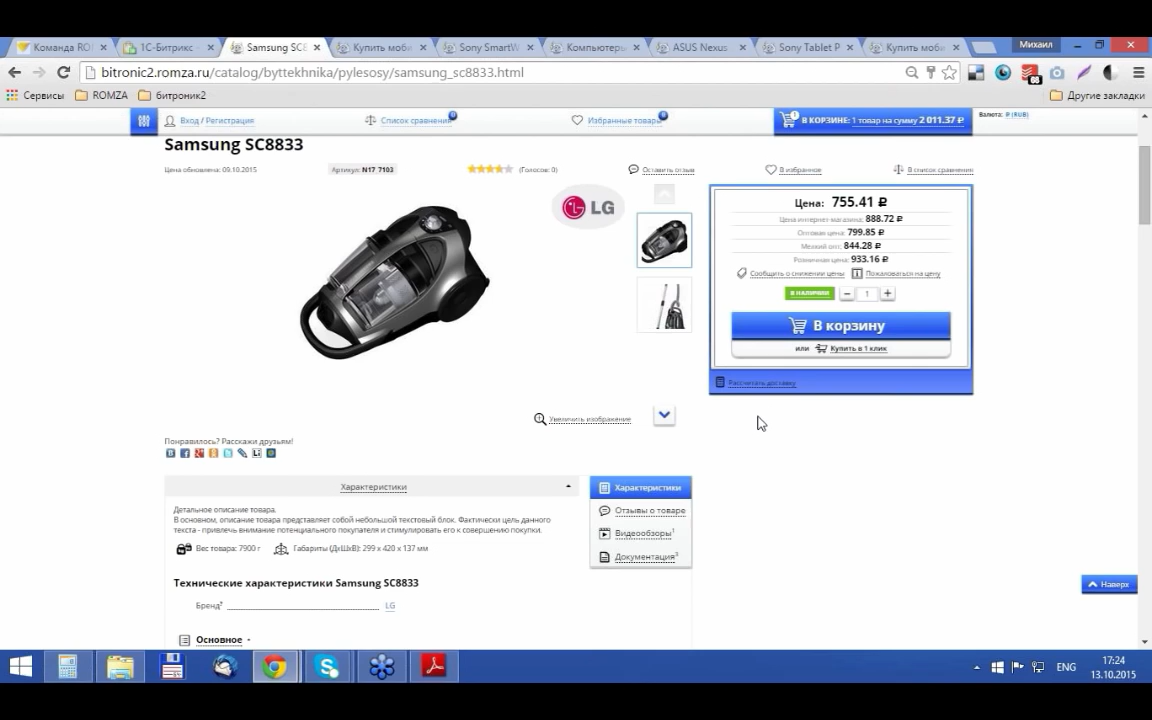 Команда RO
1С-Битрикс -
Samsung SC8
Купить моби
Sony SmartW
Компьютеры
ASUS Nexus
Sony Tablet P
Купить моби
Михаил
bitronic2.romza.ru/catalog/byttekhnika/pylesosy/samsung_sc8833.html
Сервисы
ROMZA
битроник2
Другие закладки
Вход / Регистрация
Список сравнения
Избранные товары
В КОРЗИНЕ: 1 товар на сумму 2 011.37 ₽
Валюта: ₽ (RUB)
Samsung SC8833
Цена обновлена: 09.10.2015
Артикул: N17_7103
(Голосов: 0)
Оставить отзыв
В избранное
В список сравнения
LG
Цена: 755.41 ₽
Цена интернет-магазина: 888.72 ₽
Оптовая цена: 799.85 ₽
Мелкий опт: 844.28 ₽
Розничная цена: 933.16 ₽
Сообщить о снижении цены
Пожаловаться на цену
В НАЛИЧИИ
1
В корзину
или Купить в 1 клик
Рассчитать доставку
Увеличить изображение
Понравилось? Расскажи друзьям!
Характеристики
Характеристики
Детальное описание товара.
В основном, описание товара представляет собой небольшой текстовый блок. Фактически цель данного
текста - привлечь внимание потенциального покупателя и стимулировать его к совершению покупки.
Отзывы о товаре
Видеообзоры¹
Документация³
Вес товара: 7900 г
Габариты (ДхШхВ): 299 x 420 x 137 мм
Технические характеристики Samsung SC8833
Наверх
Бренд
LG
Основное -
ENG
17:24
13.10.2015